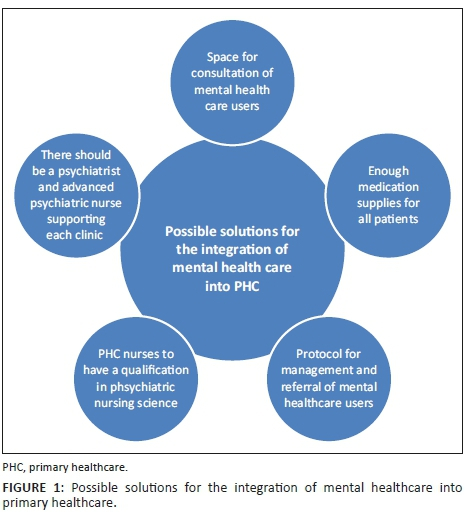 Space for
consultation of
mental health
care users
There should
be a psychiatrist
and advanced
psychiatric nurse
supporting
each clinic
Enough
medication
supplies for
all patients
Possible solutions for
the integration of
mental health care
into PHC
PHC nurses to
have a qualification
in phsychiatric
nursing science
Protocol for
management and
referral of mental
healthcare users
PHC, primary healthcare.
FIGURE 1: Possible solutions for the integration of mental healthcare into
primary healthcare.